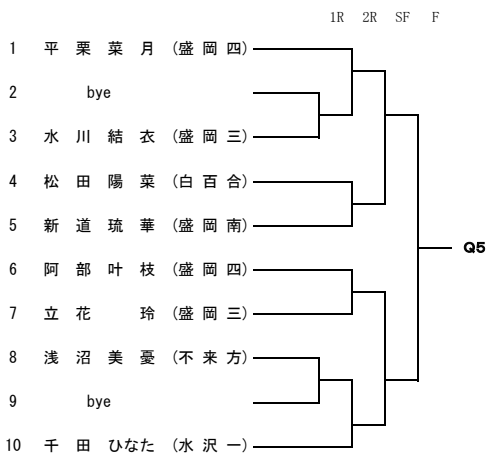 1R 2R SF F
1 平 栗 菜 月 (盛 岡 四)
2 bye
3 水 川 結 衣 (盛 岡 三)
4 松 田 陽 菜 (白 百 合)
5 新 道 琉 華 (盛 岡 南)
Q5
6 阿 部 叶 枝 (盛 岡 四)
7 立 花 玲 (盛 岡 三)
8 浅 沼 美 憂 (不 来 方)
9 bye
10 千 田 ひなた (水 沢 一)